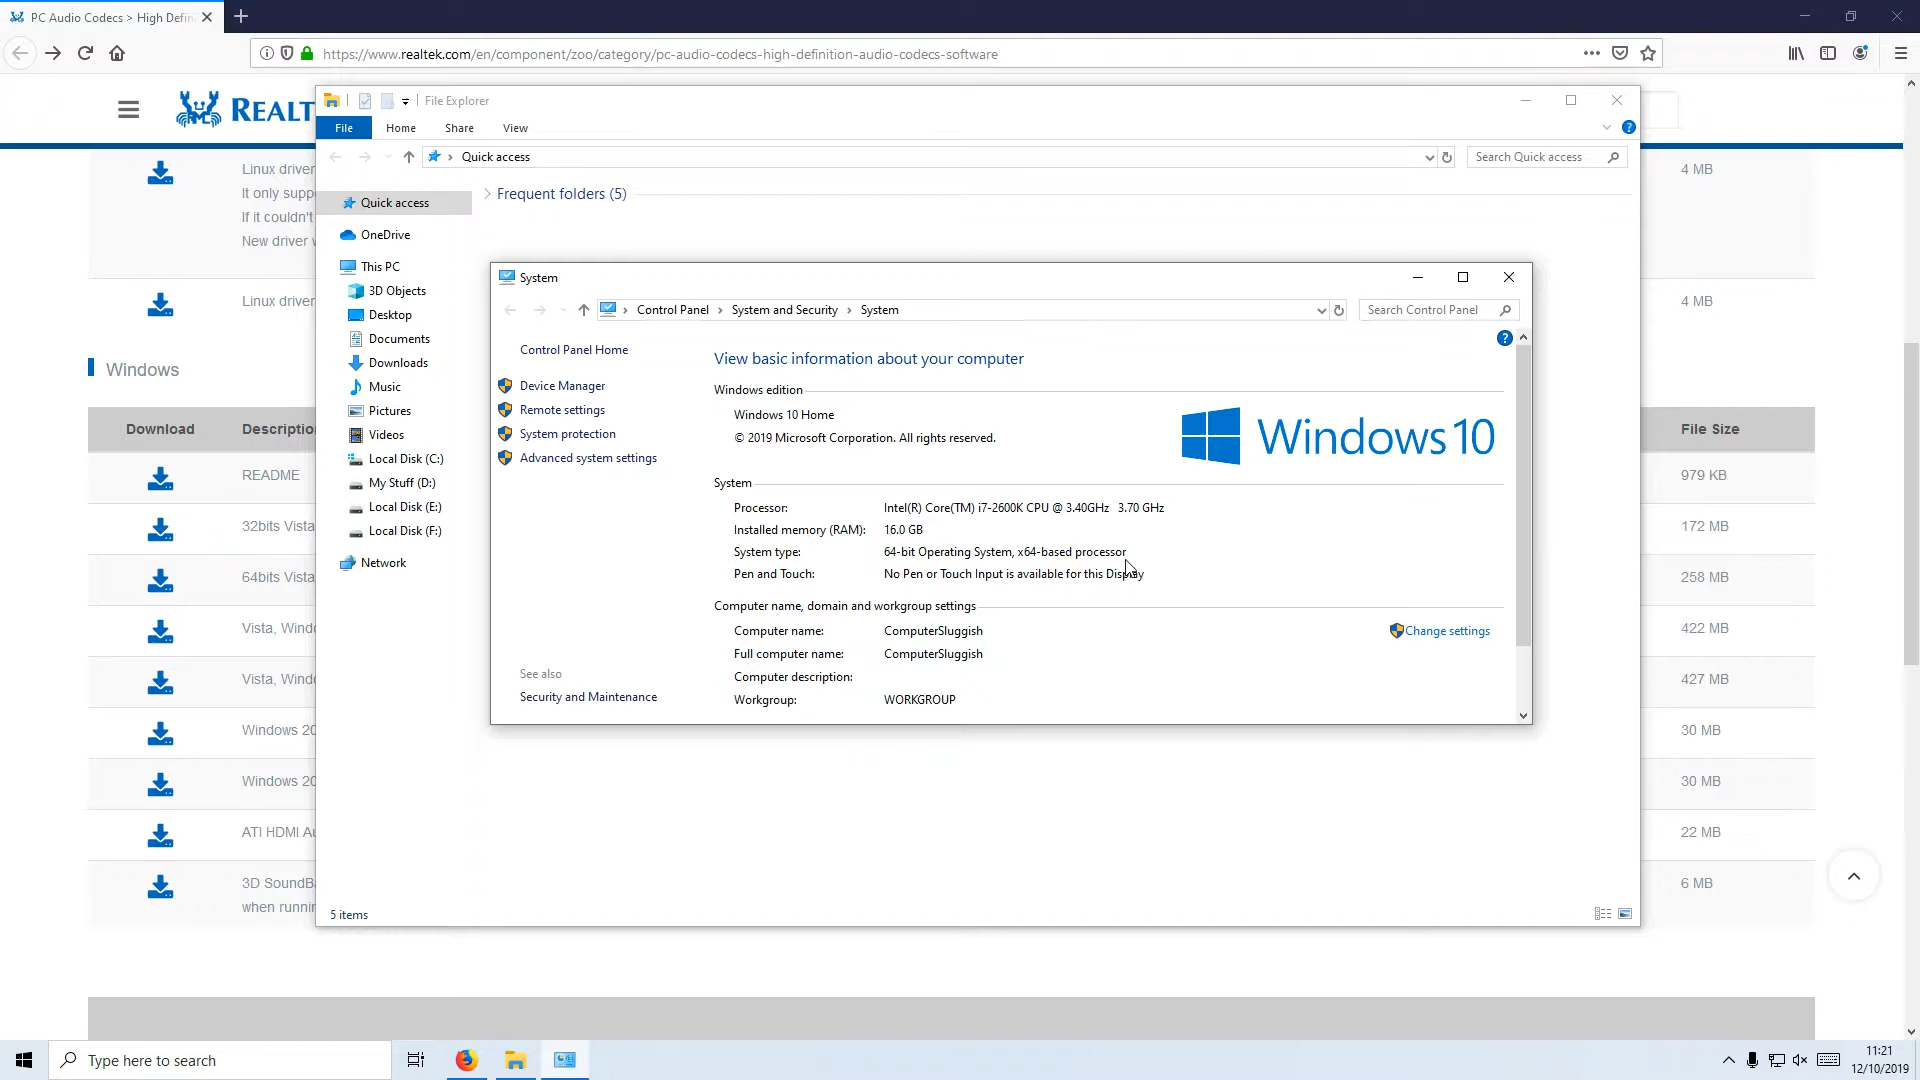 PC Audio Codecs > High Defin
https://www.realtek.com/en/component/zoo/category/pc-audio-codecs-high-definition-audio-codecs-software
REALT
File Explorer
File Home Share View
Quick access
Search Quick access
Frequent folders (5)
Quick access
OneDrive
This PC
3D Objects
Desktop
Documents
Downloads
Music
Pictures
Videos
Local Disk (C:)
My Stuff (D:)
Local Disk (E:)
Local Disk (F:)
Network
5 items
Linux driver
It only supp
If it couldn't
New driver w
4 MB
Linux driver
4 MB
Windows
Download Descriptio File Size
README 979 KB
32bits Vista 172 MB
64bits Vista 258 MB
Vista, Windo 422 MB
Vista, Windo 427 MB
Windows 20 30 MB
Windows 20 30 MB
ATI HDMI Au 22 MB
3D SoundBa 6 MB
when runnin
System
Control Panel > System and Security > System
Search Control Panel
Control Panel Home
Device Manager
Remote settings
System protection
Advanced system settings
See also
Security and Maintenance
View basic information about your computer
Windows edition
Windows 10 Home
© 2019 Microsoft Corporation. All rights reserved.
Windows 10
System
Processor: Intel(R) Core(TM) i7-2600K CPU @ 3.40GHz 3.70 GHz
Installed memory (RAM): 16.0 GB
System type: 64-bit Operating System, x64-based processor
Pen and Touch: No Pen or Touch Input is available for this Display
Computer name, domain and workgroup settings
Computer name: ComputerSluggish
Change settings
Full computer name: ComputerSluggish
Computer description:
Workgroup: WORKGROUP
Type here to search
11:21
12/10/2019